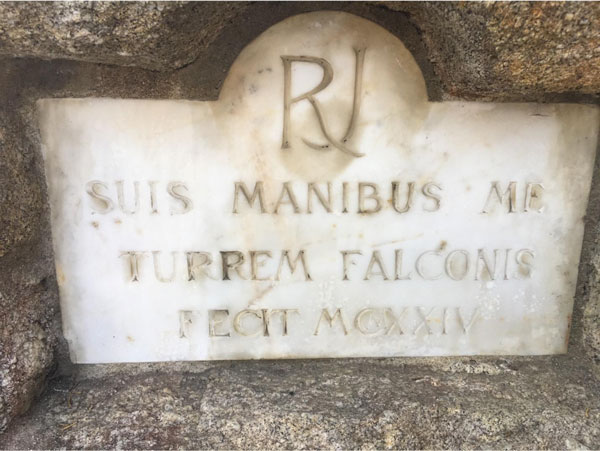 RJ
SUIS MANIBUS ME
TURREM FALCONIS
FECIT MCXXIV